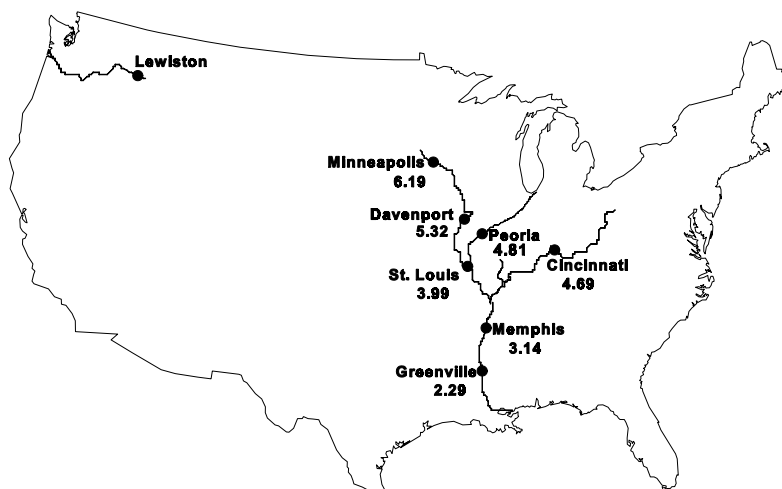 Lewiston
Minneapolis
6.19
Davenport
5.32
Peoria
4.81
Cincinnati
4.69
St. Louis
3.99
Memphis
3.14
Greenville
2.29